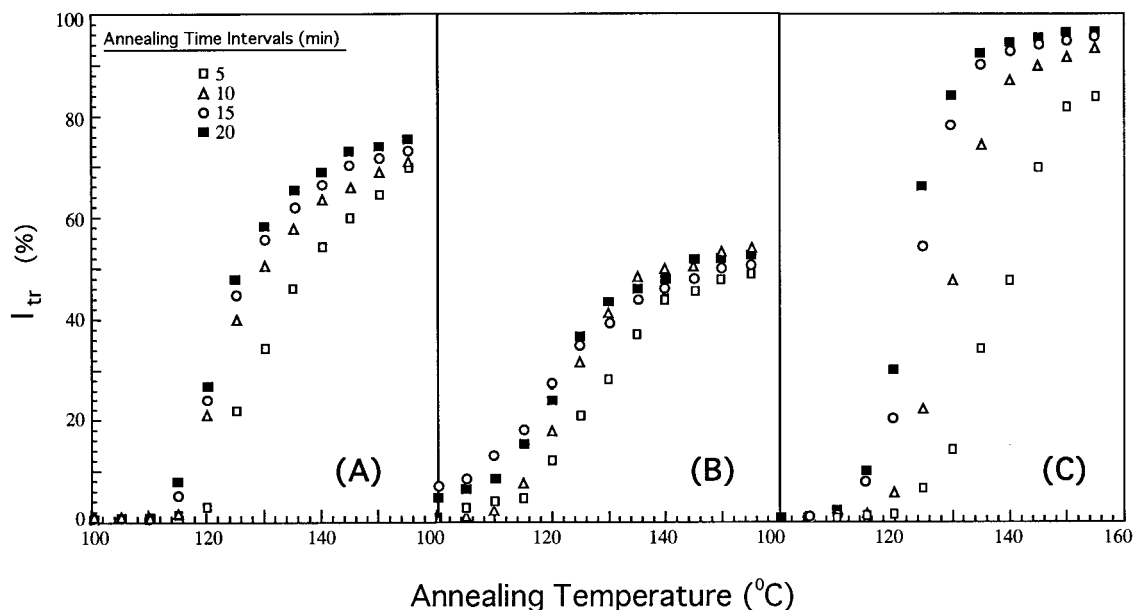 100
80
60
40
20
0
I tr (%)
Annealing Time Intervals (min)
5
10
15
20
(A)
(B)
(C)
100 120 140 100 120 140 100 120 140 160
Annealing Temperature (⁰C)